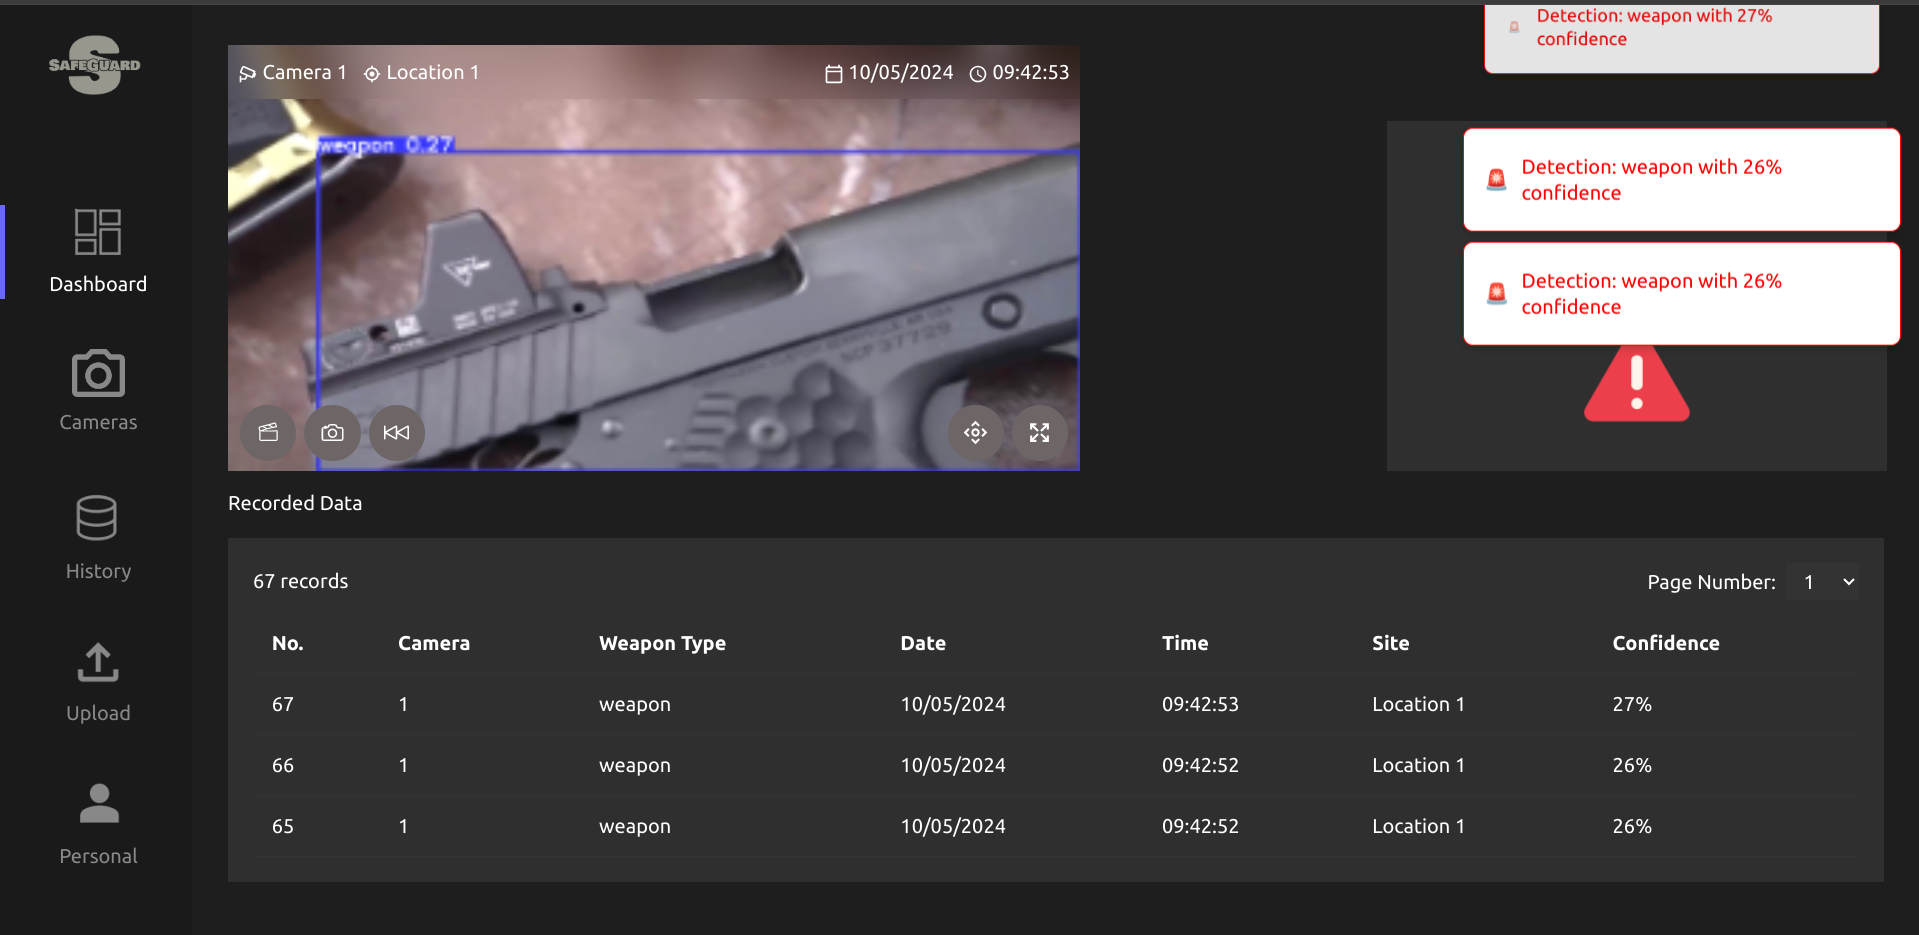 SAFEGUARD
Dashboard
Cameras
History
Upload
Personal
Camera 1 Location 1 10/05/2024 09:42:53
weapon 0.27
Detection: weapon with 27%
confidence
Detection: weapon with 26%
confidence
Detection: weapon with 26%
confidence
Recorded Data
67 records
Page Number: 1
No. Camera Weapon Type Date Time Site Confidence
67 1 weapon 10/05/2024 09:42:53 Location 1 27%
66 1 weapon 10/05/2024 09:42:52 Location 1 26%
65 1 weapon 10/05/2024 09:42:52 Location 1 26%